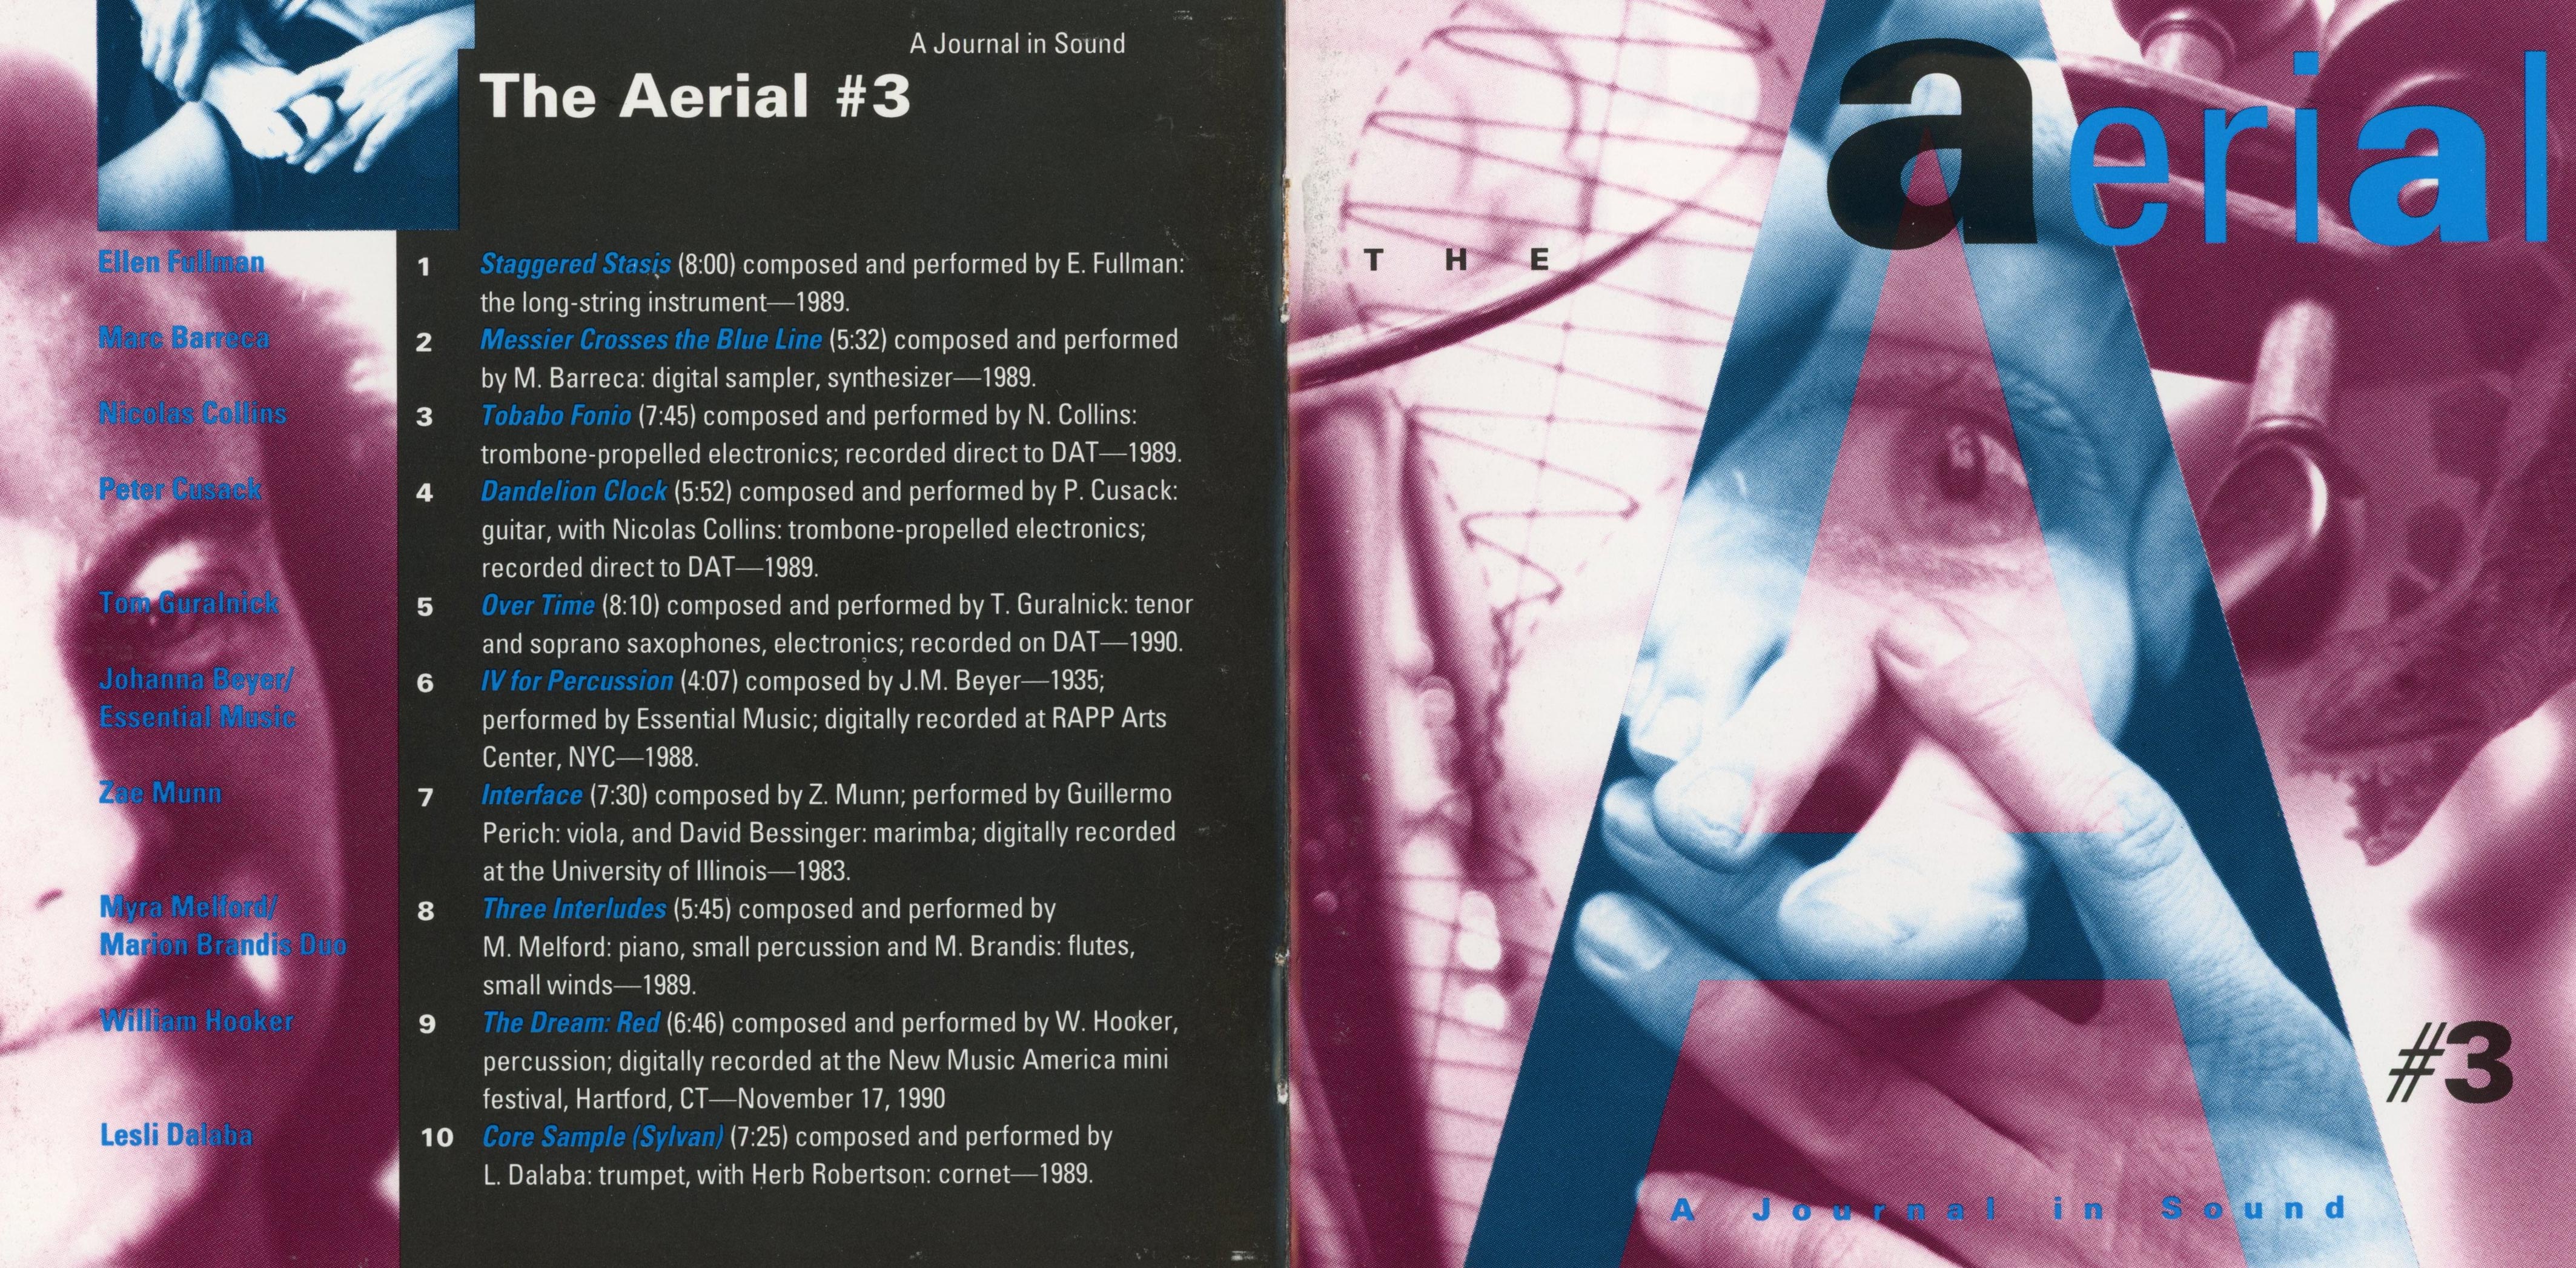 A Journal in Sound
The Aerial #3
Ellen Fullman
1 Staggered Stasis (8:00) composed and performed by E. Fullman:
the long-string instrument—1989.
Marc Barreca
2 Messier Crosses the Blue Line (5:32) composed and performed
by M. Barreca: digital sampler, synthesizer—1989.
Nicolas Collins
3 Tobabo Fonio (7:45) composed and performed by N. Collins:
trombone-propelled electronics; recorded direct to DAT—1989.
Peter Cusack
4 Dandelion Clock (5:52) composed and performed by P. Cusack:
guitar, with Nicolas Collins: trombone-propelled electronics;
recorded direct to DAT—1989.
Tom Guralnick
5 Over Time (8:10) composed and performed by T. Guralnick: tenor
and soprano saxophones, electronics; recorded on DAT—1990.
Johanna Beyer/
Essential Music
6 IV for Percussion (4:07) composed by J.M. Beyer—1935;
performed by Essential Music; digitally recorded at RAPP Arts
Center, NYC—1988.
Zae Munn
7 Interface (7:30) composed by Z. Munn; performed by Guillermo
Perich: viola, and David Bessinger: marimba; digitally recorded
at the University of Illinois—1983.
Myra Melford/
Marion Brandis Duo
8 Three Interludes (5:45) composed and performed by
M. Melford: piano, small percussion and M. Brandis: flutes,
small winds—1989.
William Hooker
9 The Dream: Red (6:46) composed and performed by W. Hooker,
percussion; digitally recorded at the New Music America mini
festival, Hartford, CT—November 17, 1990
Lesli Dalaba
10 Core Sample (Sylvan) (7:25) composed and performed by
L. Dalaba: trumpet, with Herb Robertson: cornet—1989.
THE
aerial
#3
A Journal in Sound